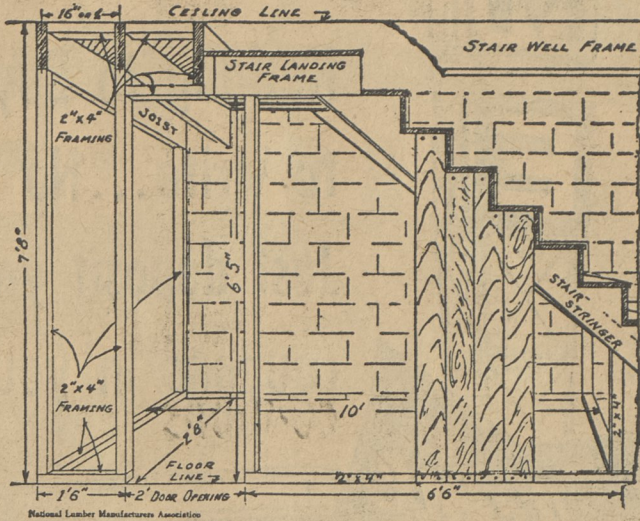 16" OR 8
CEILING LINE
STAIR WELL FRAME
STAIR LANDING
FRAME
2"x4"
FRAMING
JOIST
7'8"
6'5"
STAIR
STRINGER
2"x4"
FRAMING
10'
2'8"
2"x4"
FLOOR
LINE
2"x4"
1'6"
2' DOOR OPENING
6'6"
National Lumber Manufacturers Association